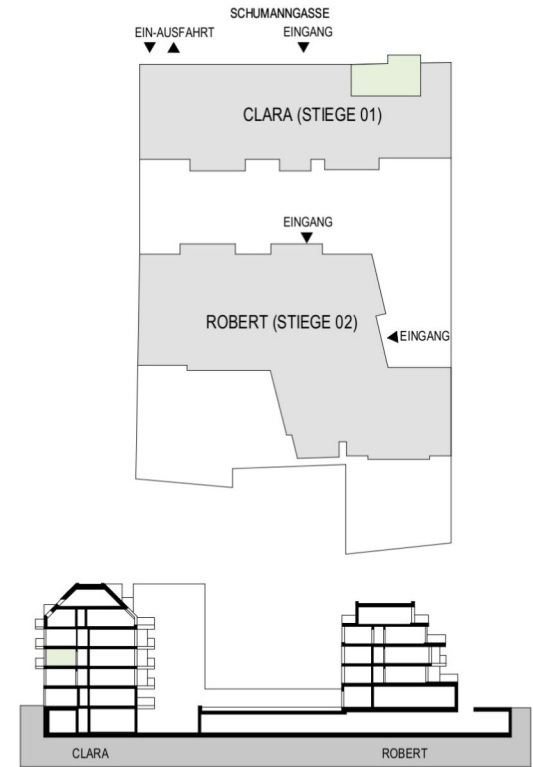 SCHUMANNGASSE
EIN-AUSFAHRT EINGANG
CLARA (STIEGE 01)
EINGANG
ROBERT (STIEGE 02)
EINGANG
CLARA ROBERT